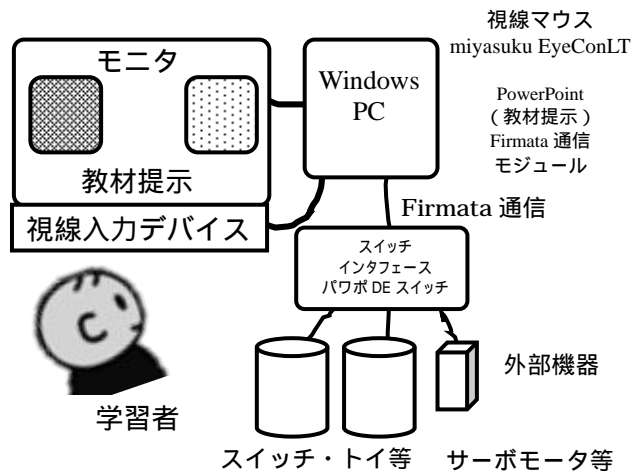 モニタ
教材提示
視線入力デバイス
学習者
Windows
PC
視線マウス
miyasuku EyeConLT
PowerPoint
(教材提示)
Firmata 通信
モジュール
Firmata 通信
スイッチ
インタフェース
パワポ DE スイッチ
外部機器
スイッチ・トイ等
サーボモータ等